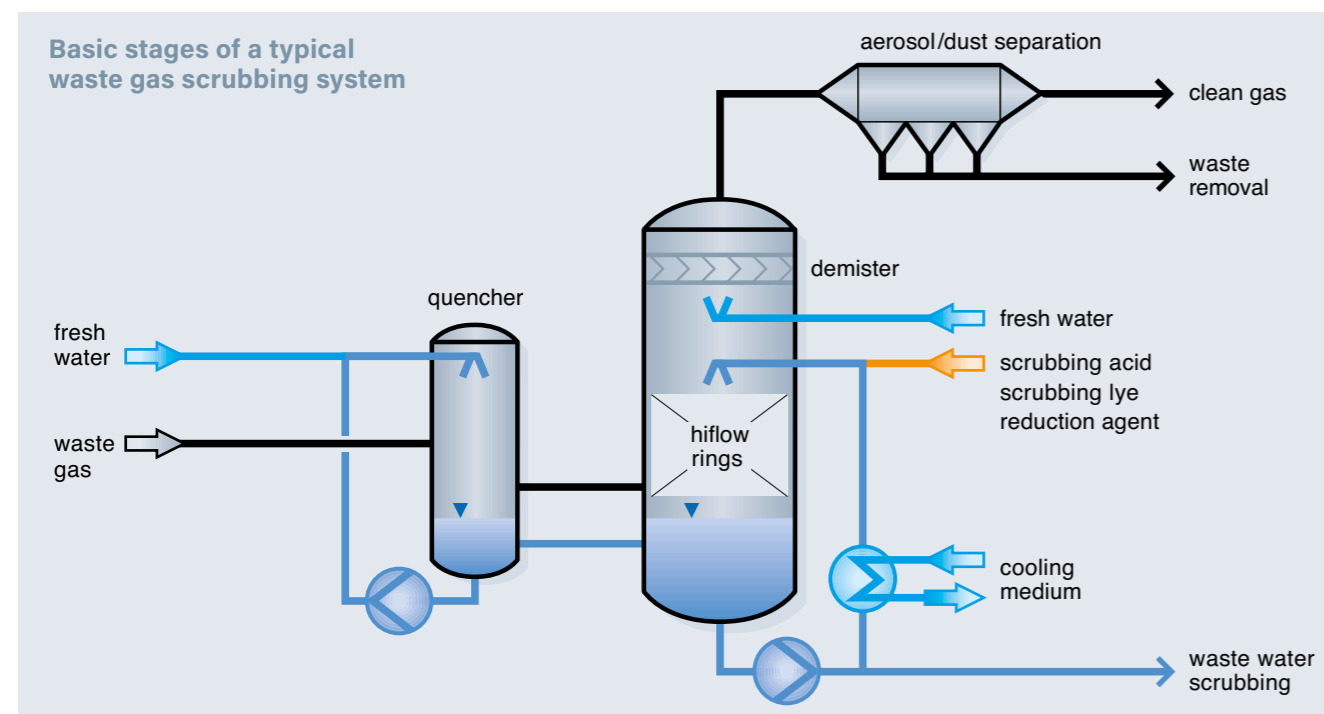 Basic stages of a typical
waste gas scrubbing system
aerosol/dust separation
clean gas
waste
removal
demister
quencher
fresh
water
fresh water
scrubbing acid
scrubbing lye
reduction agent
waste
gas
hiflow
rings
cooling
medium
waste water
scrubbing